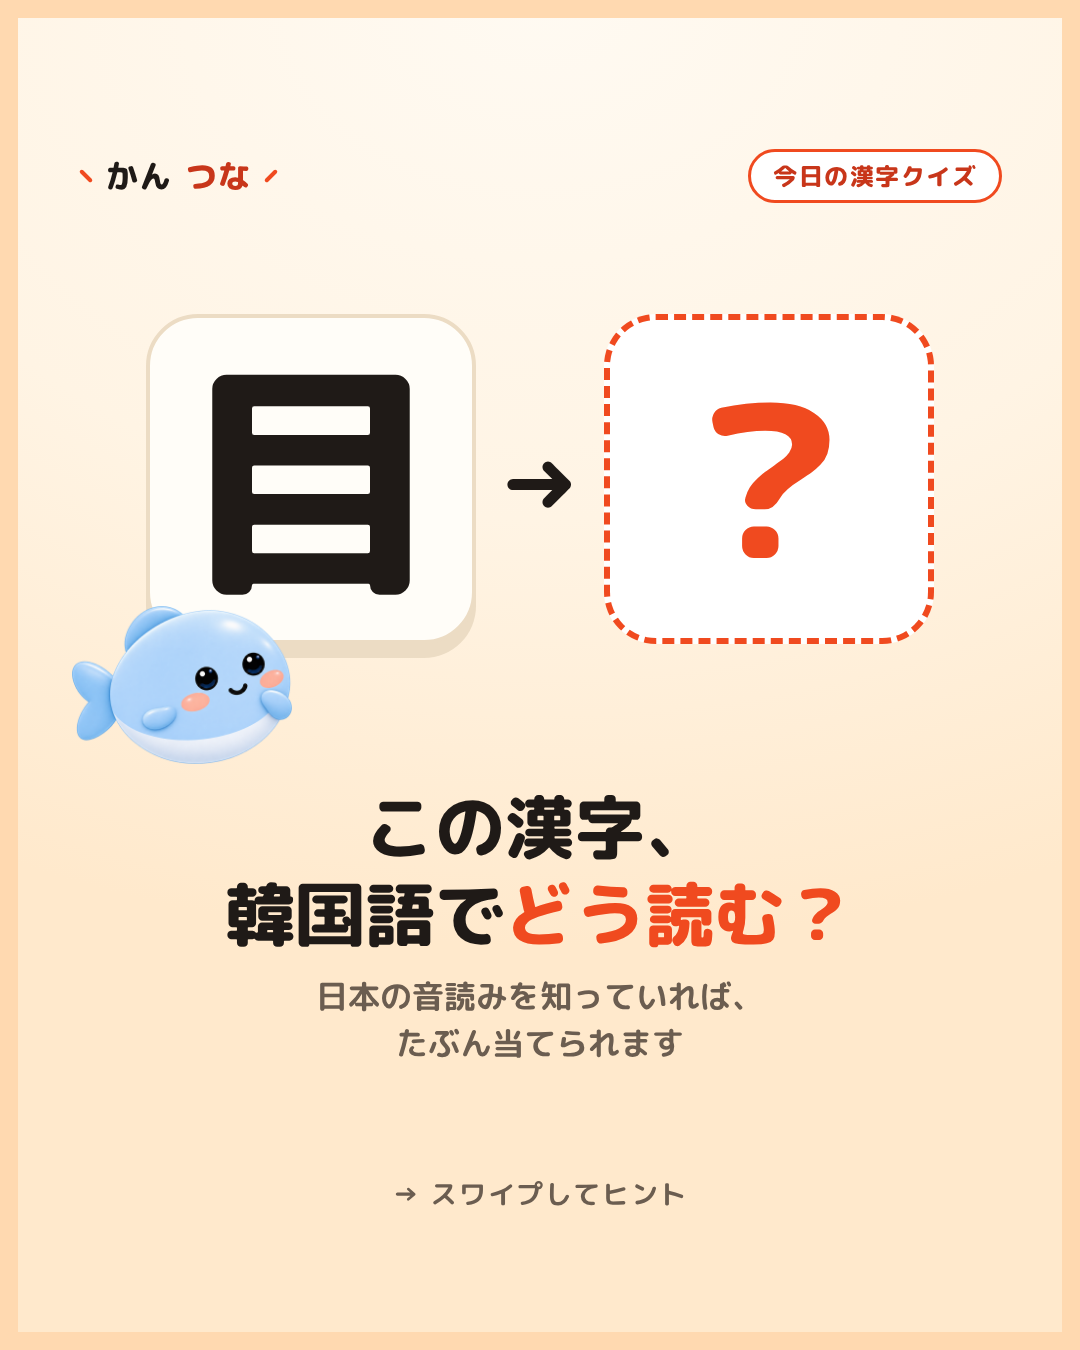 かん つな
今日の漢字クイズ
目
→
?
この漢字、
韓国語でどう読む？
日本の音読みを知っていれば、
たぶん当てられます
→ スワイプしてヒント